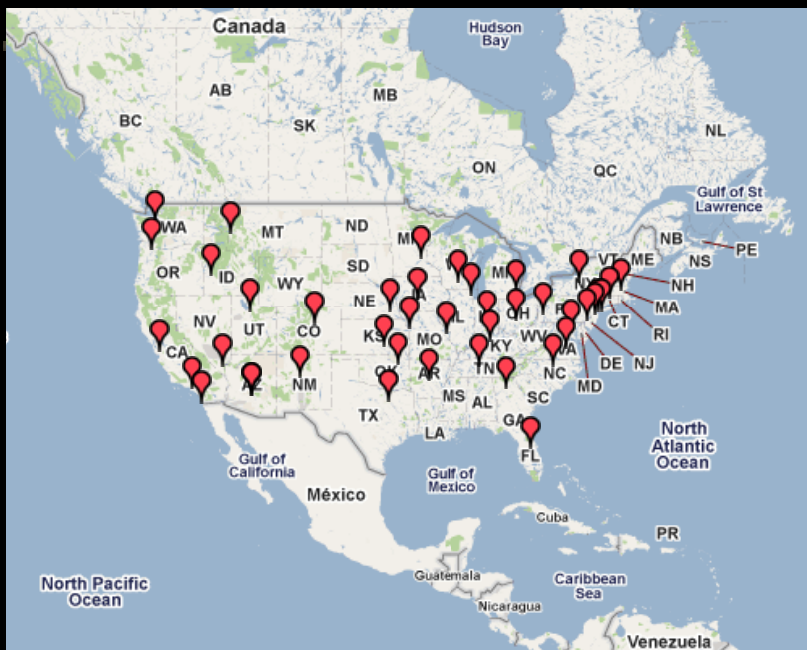 Canada
Hudson
Bay
AB
MB
BC
SK
NL
ON
QC
Gulf of St
Lawrence
WA
MT
ND
NB
PE
VT
ME
NS
OR
ID
SD
NH
WY
MA
NE
NV
UT
CO
CT
RI
CA
KS
MO
KY
WV
NJ
DE
MD
AZ
NM
AR
TN
NC
TX
MS
AL
SC
GA
LA
FL
North
Atlantic
Ocean
Gulf of
California
Gulf of
Mexico
México
Cuba
PR
Guatemala
Caribbean
Sea
North Pacific
Ocean
Nicaragua
Venezuela